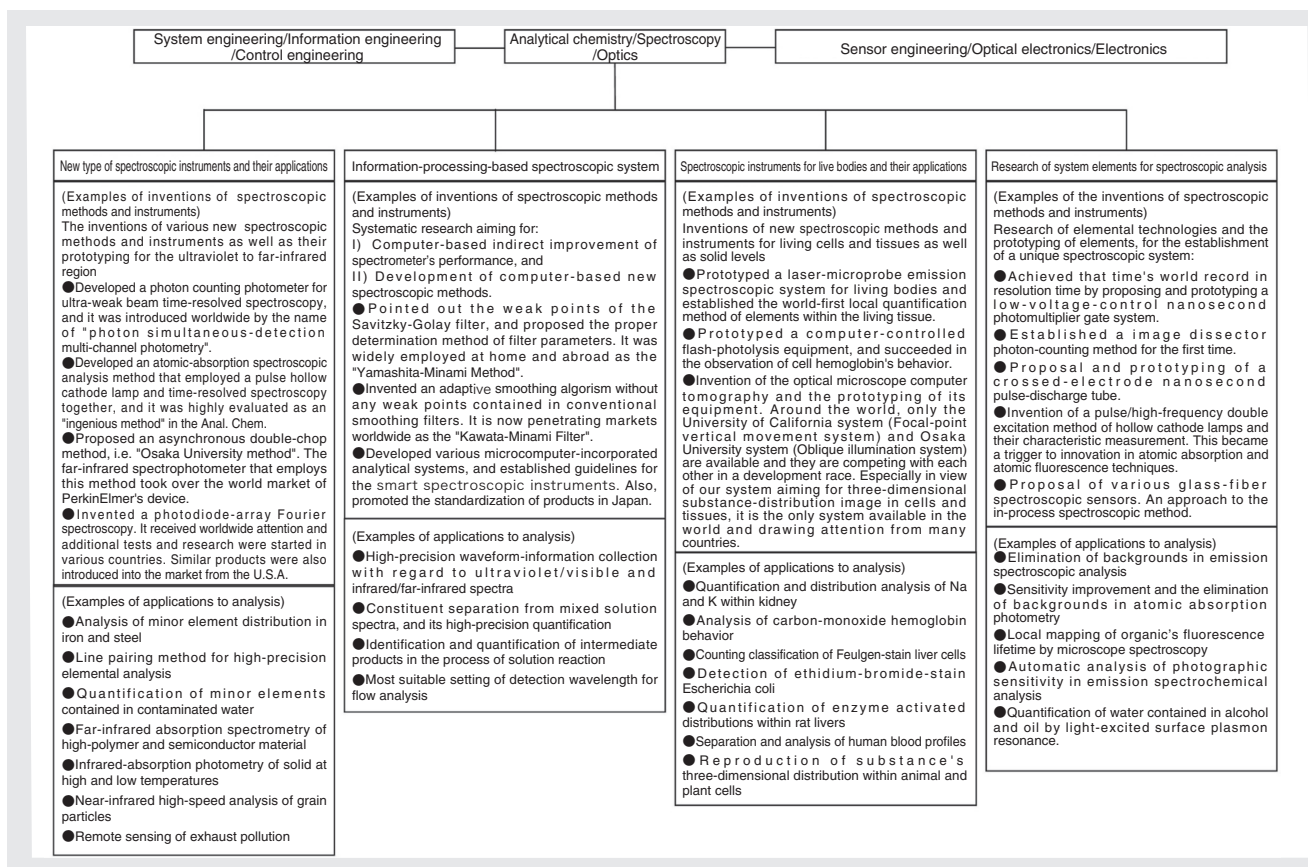 System engineering/Information engineering
/Control engineering
Analytical chemistry/Spectroscopy
/Optics
Sensor engineering/Optical electronics/Electronics
New type of spectroscopic instruments and their applications
(Examples of inventions of spectroscopic
methods and instruments)
The inventions of various new spectroscopic
methods and instruments as well as their
prototyping for the ultraviolet to far-infrared
region
●Developed a photon counting photometer for
ultra-weak beam time-resolved spectroscopy,
and it was introduced worldwide by the name
of "photon simultaneous-detection
multi-channel photometry".
●Developed an atomic-absorption spectroscopic
analysis method that employed a pulse hollow
cathode lamp and time-resolved spectroscopy
together, and it was highly evaluated as an
"ingenious method" in the Anal. Chem.
●Proposed an asynchronous double-chop
method, i.e. "Osaka University method". The
far-infrared spectrophotometer that employs
this method took over the world market of
PerkinElmer's device.
●Invented a photodiode-array Fourier
spectroscopy. It received worldwide attention and
additional tests and research were started in
various countries. Similar products were also
introduced into the market from the U.S.A.
(Examples of applications to analysis)
●Analysis of minor element distribution in
iron and steel
●Line pairing method for high-precision
elemental analysis
●Quantification of minor elements
contained in contaminated water
●Far-infrared absorption spectrometry of
high-polymer and semiconductor material
●Infrared-absorption photometry of solid at
high and low temperatures
●Near-infrared high-speed analysis of grain
particles
●Remote sensing of exhaust pollution
Information-processing-based spectroscopic system
(Examples of inventions of spectroscopic methods
and instruments)
Systematic research aiming for:
I) Computer-based indirect improvement of
spectrometer's performance, and
II) Development of computer-based new
spectroscopic methods.
●Pointed out the weak points of the
Savitzky-Golay filter, and proposed the proper
determination method of filter parameters. It was
widely employed at home and abroad as the
"Yamashita-Minami Method".
●Invented an adaptive smoothing algorism without
any weak points contained in conventional
smoothing filters. It is now penetrating markets
worldwide as the "Kawata-Minami Filter".
●Developed various microcomputer-incorporated
analytical systems, and established guidelines for
the smart spectroscopic instruments. Also,
promoted the standardization of products in Japan.
(Examples of applications to analysis)
●High-precision waveform-information collection
with regard to ultraviolet/visible and
infrared/far-infrared spectra
●Constituent separation from mixed solution
spectra, and its high-precision quantification
●Identification and quantification of intermediate
products in the process of solution reaction
●Most suitable setting of detection wavelength for
flow analysis
Spectroscopic instruments for live bodies and their applications
(Examples of inventions of spectroscopic
methods and instruments)
Inventions of new spectroscopic methods and
instruments for living cells and tissues as well
as solid levels
●Prototyped a laser-microprobe emission
spectroscopic system for living bodies and
established the world-first local quantification
method of elements within the living tissue.
●Prototyped a computer-controlled
flash-photolysis equipment, and succeeded in
the observation of cell hemoglobin's behavior.
●Invention of the optical microscope computer
tomography and the prototyping of its
equipment. Around the world, only the
University of California system (Focal-point
vertical movement system) and Osaka
University system (Oblique illumination system)
are available and they are competing with each
other in a development race. Especially in view
of our system aiming for three-dimensional
substance-distribution image in cells and
tissues, it is the only system available in the
world and drawing attention from many
countries.
(Examples of applications to analysis)
●Quantification and distribution analysis of Na
and K within kidney
●Analysis of carbon-monoxide hemoglobin
behavior
●Counting classification of Feulgen-stain liver cells
●Detection of ethidium-bromide-stain
Escherichia coli
●Quantification of enzyme activated
distributions within rat livers
●Separation and analysis of human blood profiles
●Reproduction of substance's
three-dimensional distribution within animal and
plant cells
Research of system elements for spectroscopic analysis
(Examples of the inventions of spectroscopic
methods and instruments)
Research of elemental technologies and the
prototyping of elements, for the establishment
of a unique spectroscopic system:
●Achieved that time's world record in
resolution time by proposing and prototyping a
low-voltage-control nanosecond
photomultiplier gate system.
●Established a image dissector
photon-counting method for the first time.
●Proposal and prototyping of a
crossed-electrode nanosecond
pulse-discharge tube.
●Invention of a pulse/high-frequency double
excitation method of hollow cathode lamps and
their characteristic measurement. This became
a trigger to innovation in atomic absorption and
atomic fluorescence techniques.
●Proposal of various glass-fiber
spectroscopic sensors. An approach to the
in-process spectroscopic method.
(Examples of applications to analysis)
●Elimination of backgrounds in emission
spectroscopic analysis
●Sensitivity improvement and the elimination
of backgrounds in atomic absorption
photometry
●Local mapping of organic's fluorescence
lifetime by microscope spectroscopy
●Automatic analysis of photographic
sensitivity in emission spectrochemical
analysis
●Quantification of water contained in alcohol
and oil by light-excited surface plasmon
resonance.